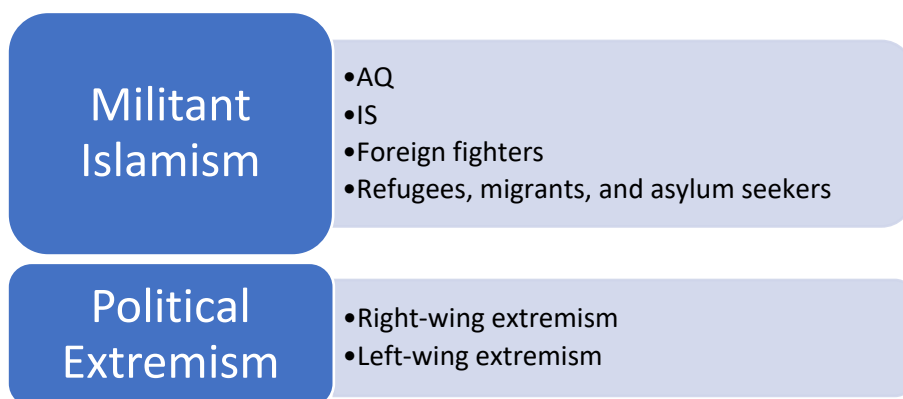 Militant
Islamism
•AQ
•IS
•Foreign fighters
•Refugees, migrants, and asylum seekers
Political
Extremism
•Right-wing extremism
•Left-wing extremism